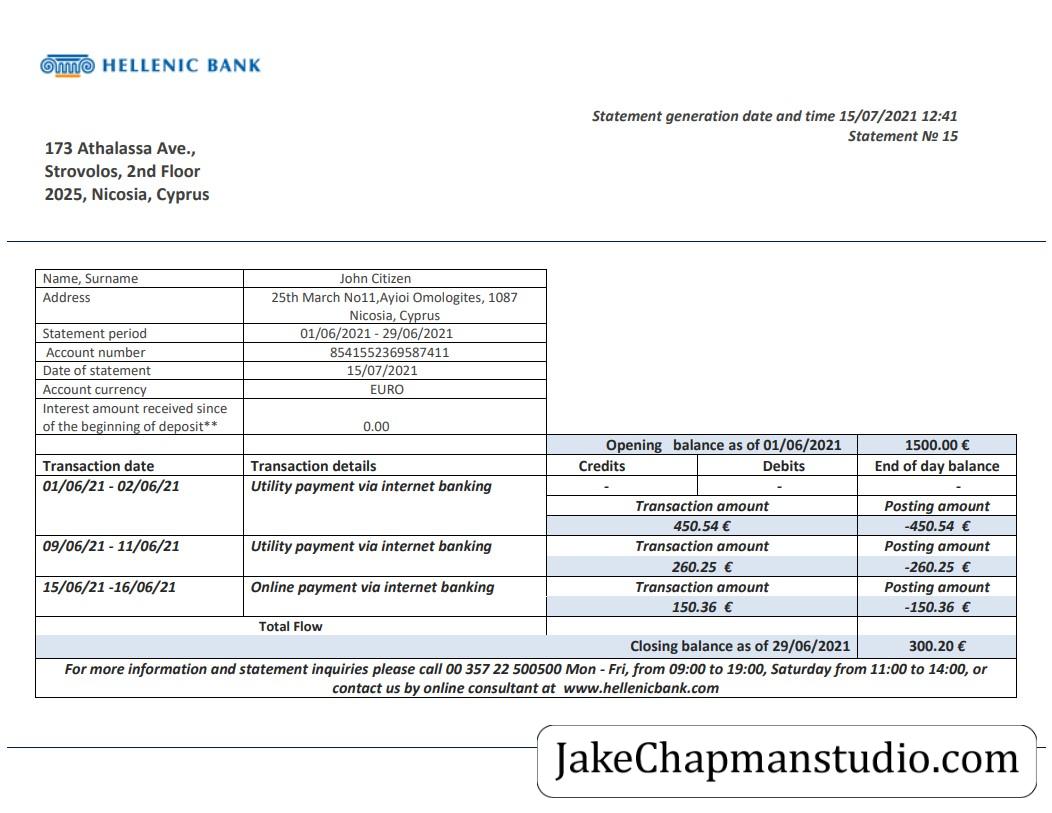 HELLENIC BANK
Statement generation date and time 15/07/2021 12:41
Statement № 15
173 Athalassa Ave.,
Strovolos, 2nd Floor
2025, Nicosia, Cyprus
Name, Surname John Citizen
Address 25th March No11,Ayioi Omologites, 1087
Nicosia, Cyprus
Statement period 01/06/2021 - 29/06/2021
Account number 8541552369587411
Date of statement 15/07/2021
Account currency EURO
Interest amount received since
of the beginning of deposit** 0.00
Opening balance as of 01/06/2021 1500.00 €
Transaction date Transaction details Credits Debits End of day balance
01/06/21 - 02/06/21 Utility payment via internet banking - - -
Transaction amount Posting amount
450.54 € -450.54 €
09/06/21 - 11/06/21 Utility payment via internet banking Transaction amount Posting amount
260.25 € -260.25 €
15/06/21 -16/06/21 Online payment via internet banking Transaction amount Posting amount
150.36 € -150.36 €
Total Flow
Closing balance as of 29/06/2021 300.20 €
For more information and statement inquiries please call 00 357 22 500500 Mon - Fri, from 09:00 to 19:00, Saturday from 11:00 to 14:00, or
contact us by online consultant at www.hellenicbank.com
JakeChapmanstudio.com